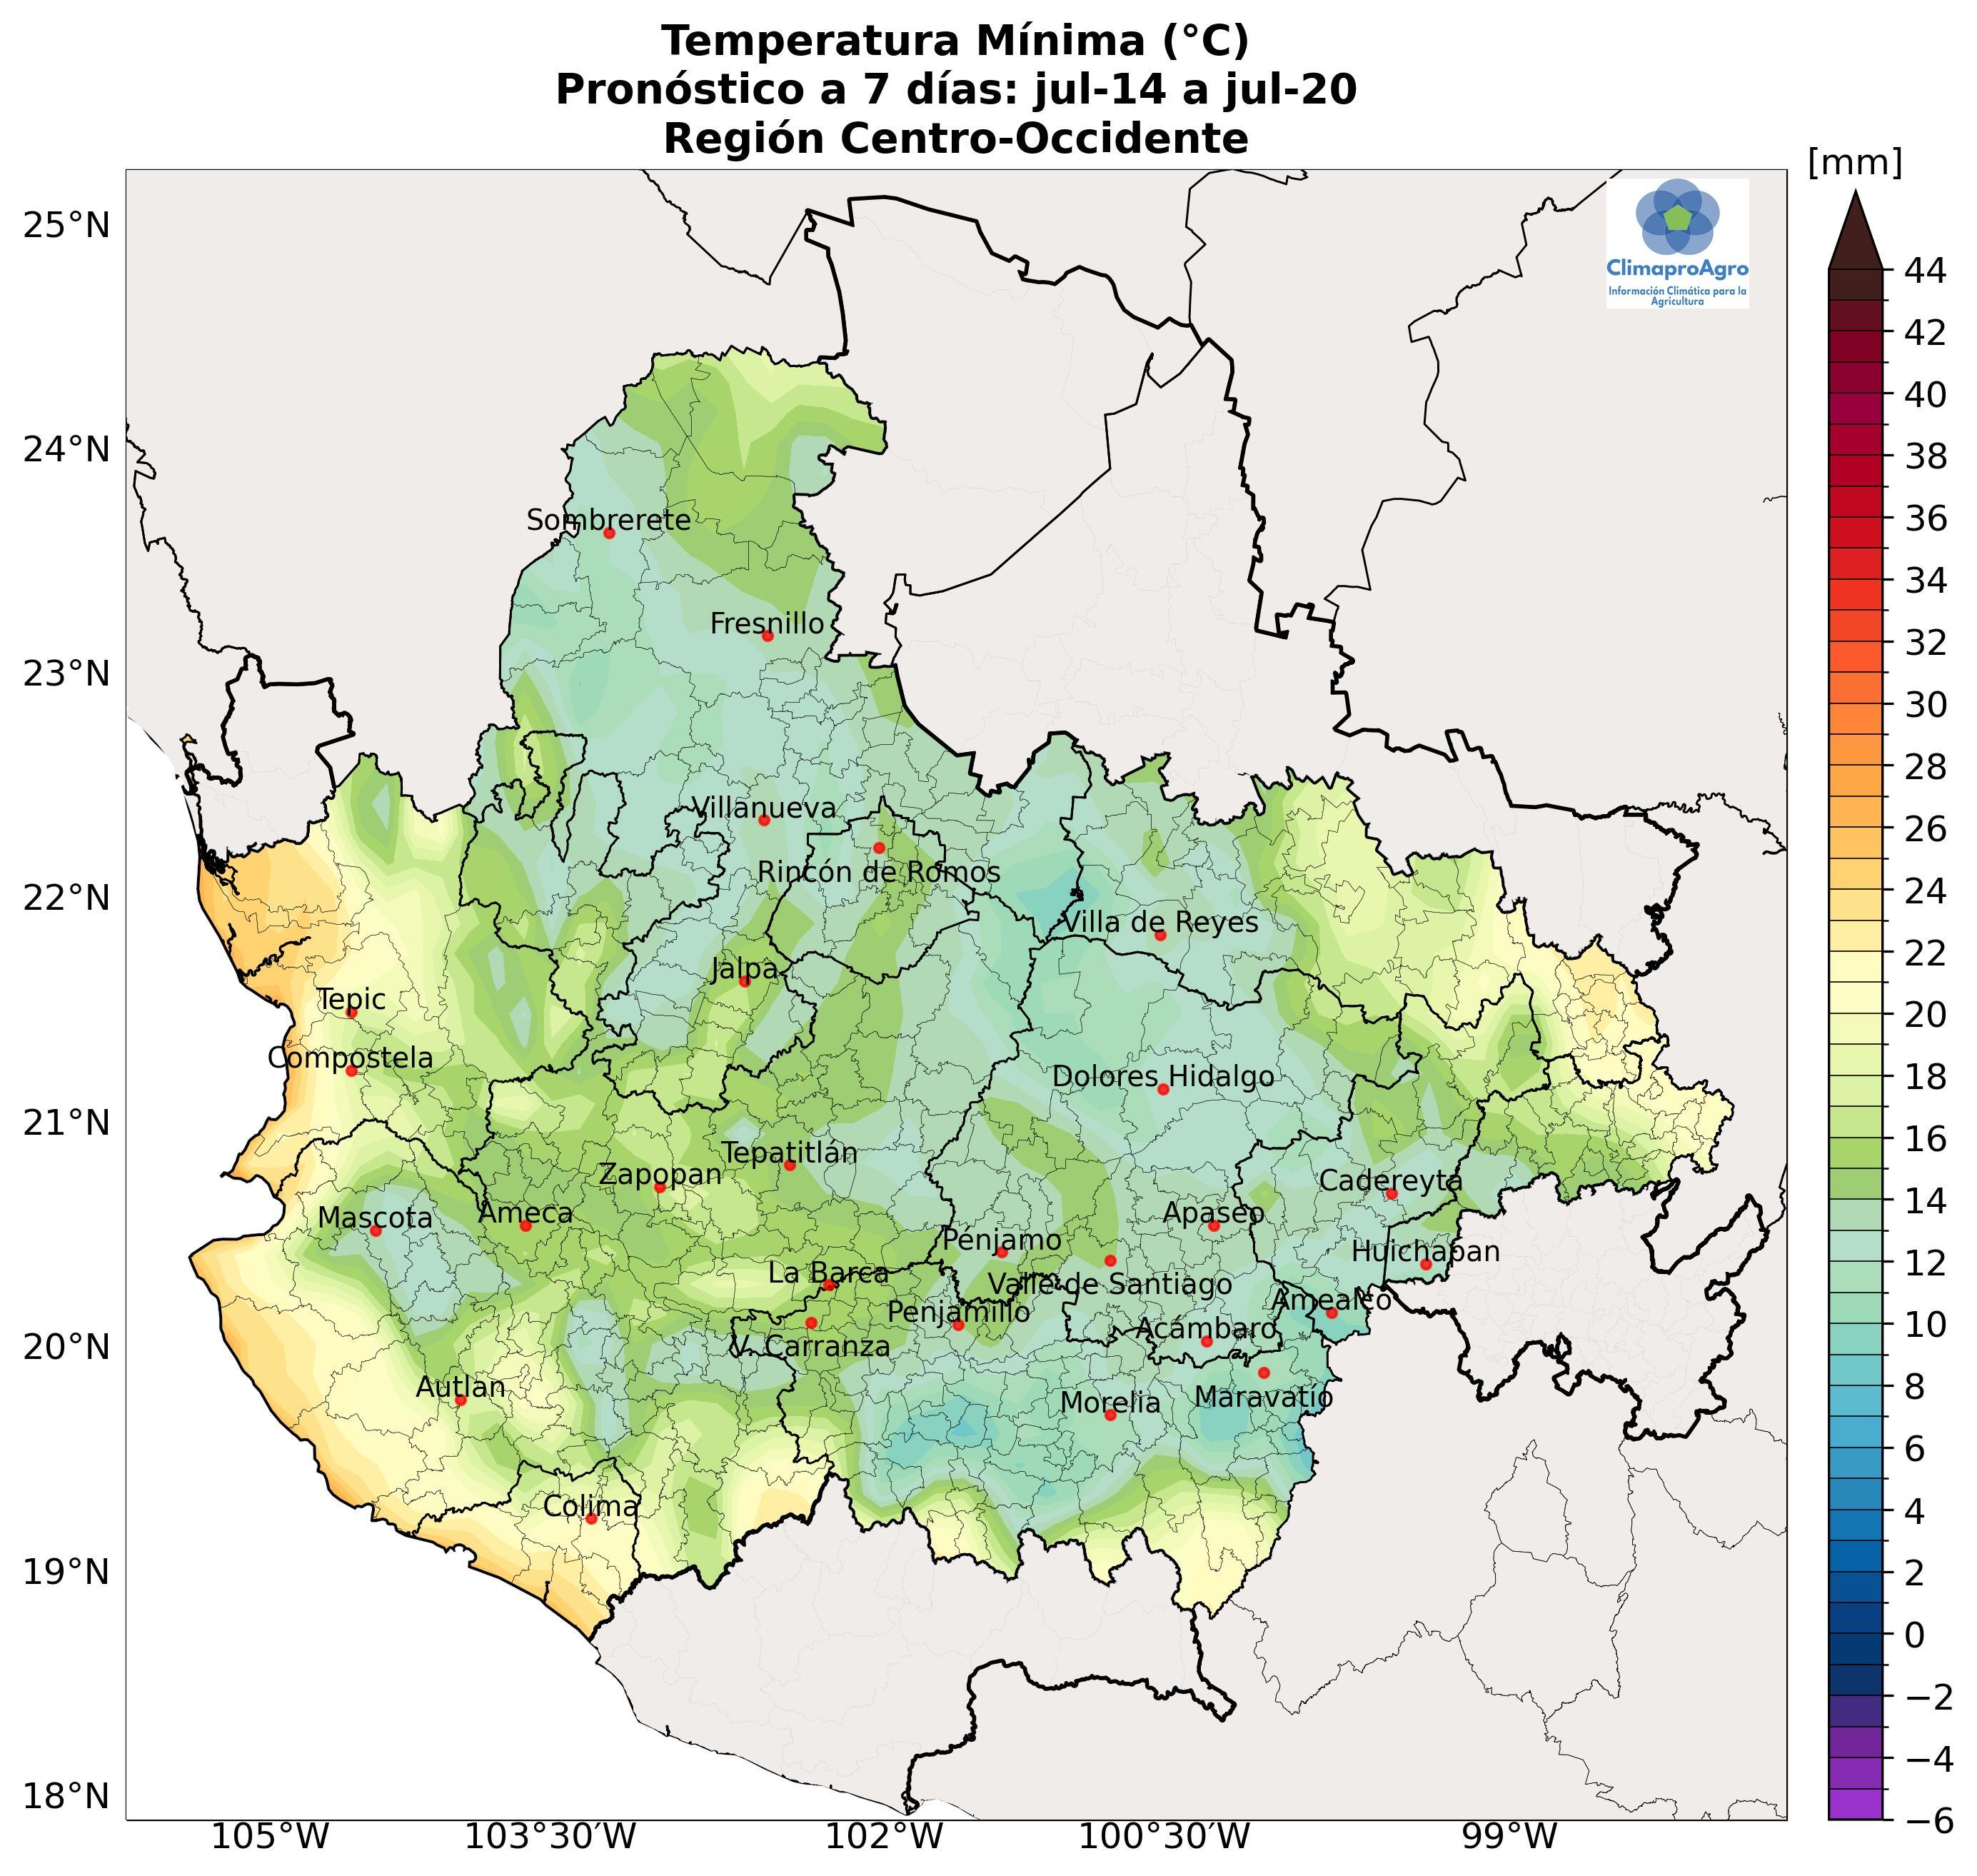 Temperatura Mínima (°C)
Pronóstico a 7 días: jul-14 a jul-20
Región Centro-Occidente
[mm]
ClimaproAgro
Información Climática para la
Agricultura
25°N
24°N
23°N
22°N
21°N
20°N
19°N
18°N
Sombrerete
Fresnillo
Villanueva
Rincón de Romos
Villa de Reyes
Jalpa
Tepic
Compostela
Dolores Hidalgo
Tepatitlán
Zapopan
Cadereyta
Mascota
Ameca
Apaseo
Pénjamo
Huichapan
La Barca
Valle de Santiago
Amealco
Penjamillo
Acámbaro
V. Carranza
Autlan
Maravatío
Morelia
Colima
105°W
103°30′W
102°W
100°30′W
99°W
44
42
40
38
36
34
32
30
28
26
24
22
20
18
16
14
12
10
8
6
4
2
0
−2
−4
−6